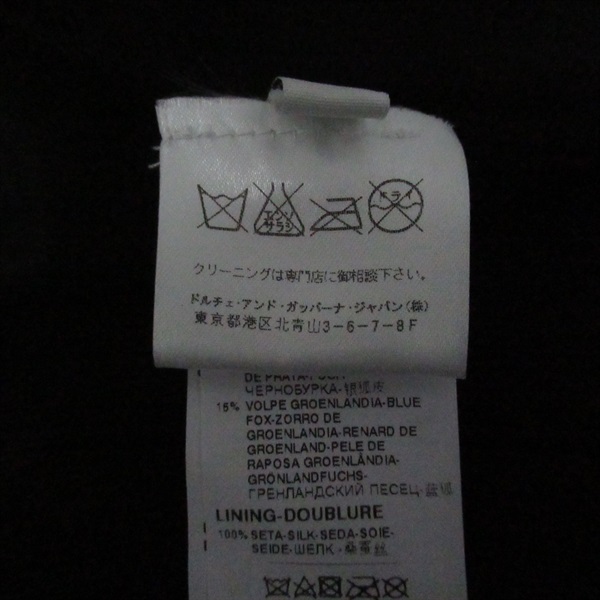 エンソ
サラシ
ドライ
クリーニングは専門店に御相談下さい。
ドルチェ・アンド・ガッバーナ・ジャパン(株)
東京都港区北青山3-6-7-8F
DE PRATA-
ЧЕРНОБУРКА-银狐皮
15% VOLPE GROENLANDIA-BLUE
FOX-ZORRO DE
GROENLANDIA-RENARD DE
GROENLAND-PELE DE
RAPOSA GROENLÂNDIA-
GRÖNLANDFUCHS-
ГРЕНЛАНДСКИЙ ПЕСЕЦ-蓝狐
LINING-DOUBLURE
100% SETA-SILK-SEDA-SOIE-
SEIDE-ШЕЛК-桑蚕丝